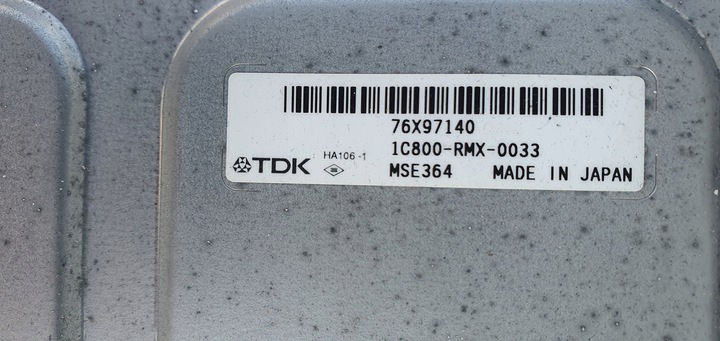 76X97140
1C800-RMX-0033
TDK HA106-1
MSE364 MADE IN JAPAN